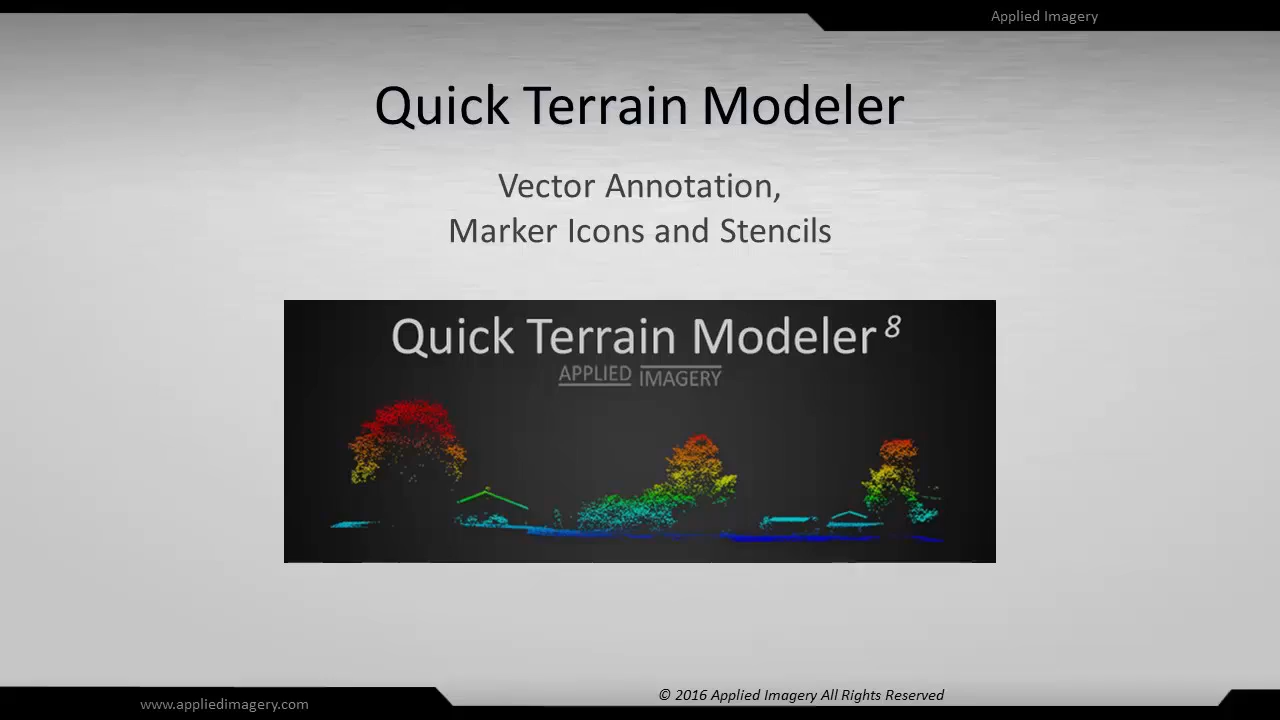 Applied Imagery
Quick Terrain Modeler
Vector Annotation,
Marker Icons and Stencils
Quick Terrain Modeler 8
APPLIED IMAGERY
© 2016 Applied Imagery All Rights Reserved
www.appliedimagery.com